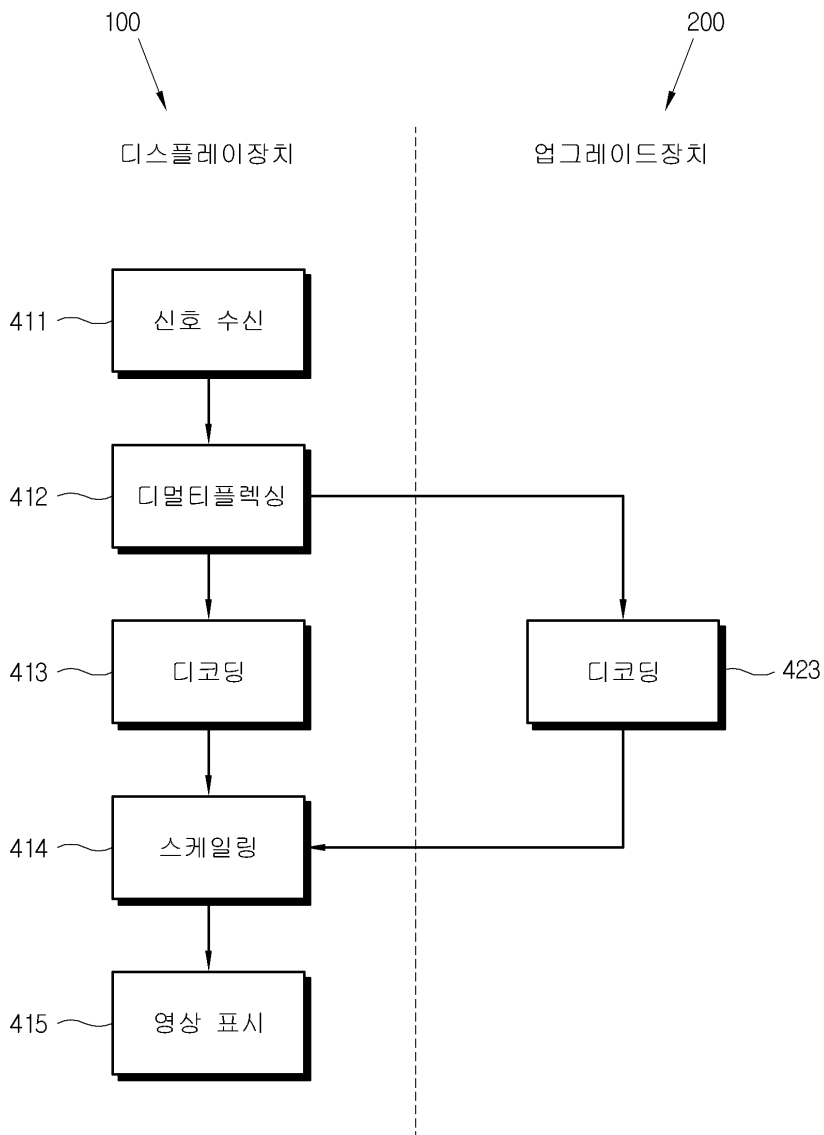 100
200
디스플레이장치
업그레이드장치
411
신호 수신
412
디멀티플렉싱
413
디코딩
디코딩
423
414
스케일링
415
영상 표시